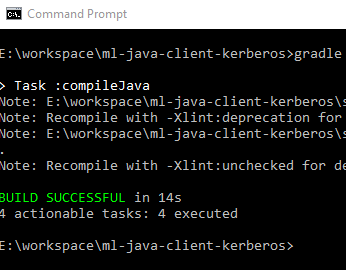 Command Prompt
E:\workspace\ml-java-client-kerberos>gradle
> Task :compileJava
Note: E:\workspace\ml-java-client-kerberos\s
Note: Recompile with -Xlint:deprecation for
Note: E:\workspace\ml-java-client-kerberos\s
.
Note: Recompile with -Xlint:unchecked for de
BUILD SUCCESSFUL in 14s
4 actionable tasks: 4 executed
E:\workspace\ml-java-client-kerberos>